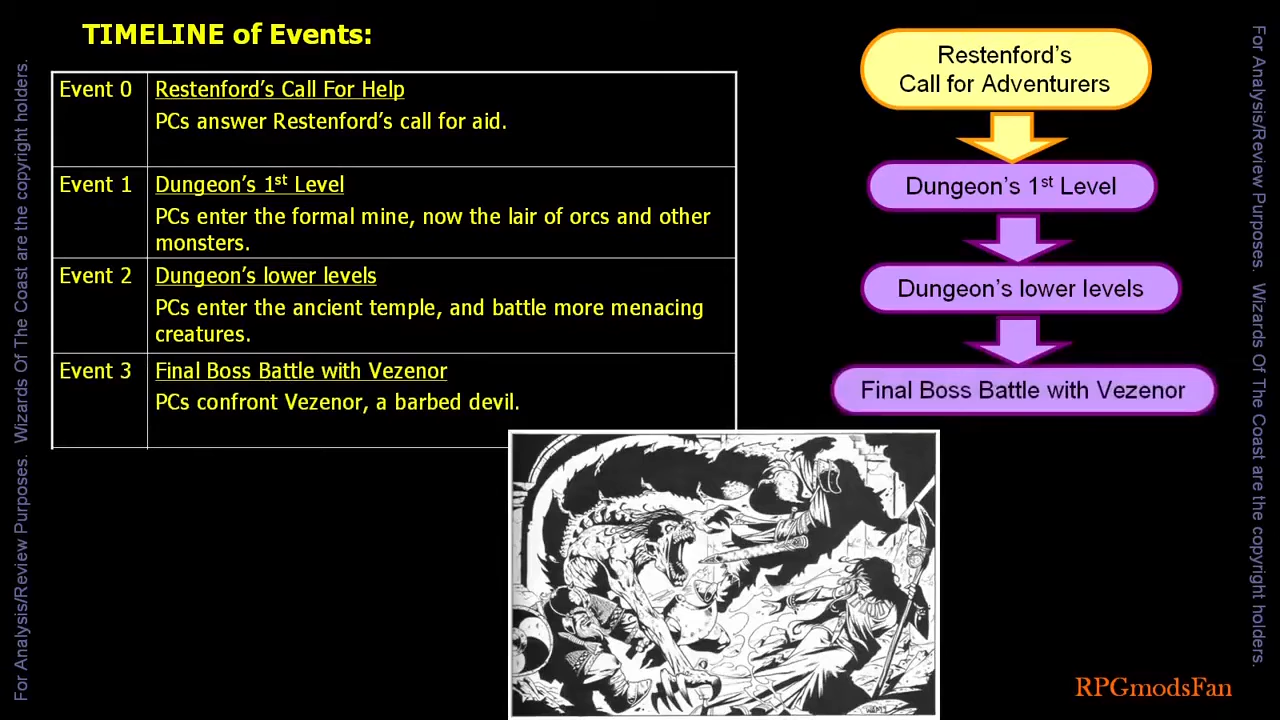 TIMELINE of Events:
Event 0
Restenford's Call For Help
PCs answer Restenford's call for aid.
Event 1
Dungeon's 1st Level
PCs enter the formal mine, now the lair of orcs and other
monsters.
Event 2
Dungeon's lower levels
PCs enter the ancient temple, and battle more menacing
creatures.
Event 3
Final Boss Battle with Vezenor
PCs confront Vezenor, a barbed devil.
Restenford's
Call for Adventurers
Dungeon's 1st Level
Dungeon's lower levels
Final Boss Battle with Vezenor
For Analysis/Review Purposes. Wizards Of The Coast are the copyright holders.
For Analysis/Review Purposes. Wizards Of The Coast are the copyright holders.
RPGmodsFan